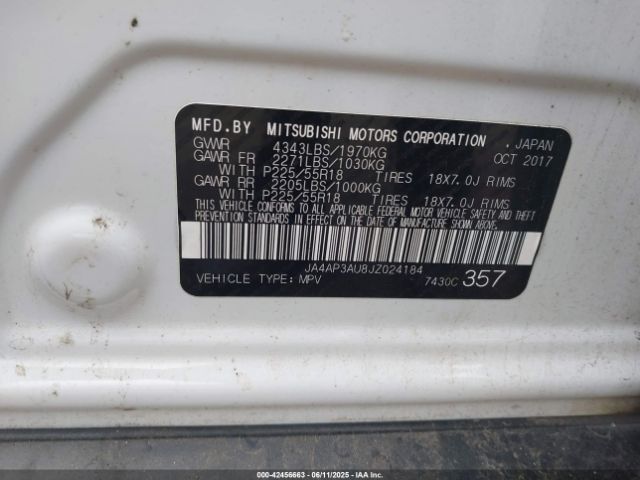 MFD.BY MITSUBISHI MOTORS CORPORATION, JAPAN
GVWR 4343LBS/1970KG OCT 2017
GAWR FR 2271LBS/1030KG
WITH P225/55R18 TIRES 18X7.0J RIMS
GAWR RR 2205LBS/1000KG
WITH P225/55R18 TIRES 18X7.0J RIMS
THIS VEHICLE CONFORMS TO ALL APPLICABLE FEDERAL MOTOR VEHICLE SAFETY AND THEFT
PREVENTION STANDARDS IN EFFECT ON THE DATE OF MANUFACTURE SHOWN ABOVE.
JA4AP3AU8JZ024184
VEHICLE TYPE: MPV 7430C 357
000-42456663 - 06/11/2025 - IAAI.COM